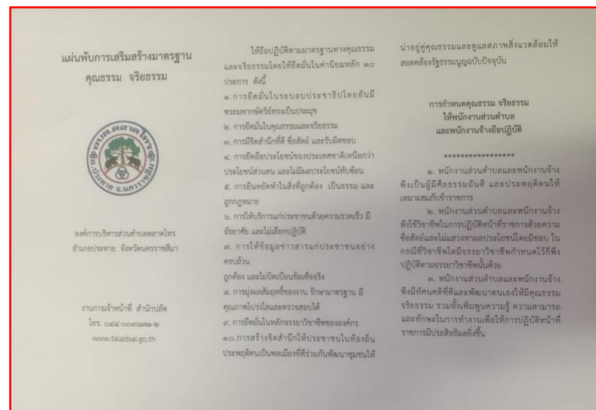 แผ่นพับการเสริมสร้างมาตรฐาน
คุณธรรม จริยธรรม
องค์การบริหารส่วนตำบลตลาดไทร
อำเภอประทาย จังหวัดนครราชสีมา
งานการเจ้าหน้าที่ สำนักปลัด
www.taladsai.go.th
ให้ถือปฏิบัติตามมาตรฐานทางคุณธรรม
และจริยธรรมโดยให้ยึดมั่นในค่านิยมหลัก ๑๐
ประการ ดังนี้
๑.การยึดมั่นในระบอบประชาธิปไตยอันมี
พระมหากษัตริย์ทรงเป็นประมุข
๒. การยึดมั่นในคุณธรรมและจริยธรรม
๓. การมีจิตสำนึกที่ดี ซื่อสัตย์ และรับผิดชอบ
๔. การยึดถือประโยชน์ของประเทศชาติเหนือกว่า
ประโยชน์ส่วนตน และไม่มีผลประโยชน์ทับซ้อน
๕. การยืนหยัดทำในสิ่งที่ถูกต้อง เป็นธรรม และ
ถูกกฎหมาย
๖. การให้บริการแก่ประชาชนด้วยความรวดเร็ว มี
อัธยาศัย และไม่เลือกปฏิบัติ
๗. การให้ข้อมูลข่าวสารแก่ประชาชนอย่าง
ครบถ้วน
ถูกต้อง และไม่บิดเบือนข้อเท็จจริง
๘. การมุ่งผลสัมฤทธิ์ของงาน รักษามาตรฐาน มี
คุณภาพโปร่งใสและตรวจสอบได้
๙. การยึดมั่นในหลักจรรยาวิชาชีพขององค์กร
๑๐.การสร้างจิตสำนึกให้ประชาชนในท้องถิ่น
ประพฤติตนเป็นพลเมืองที่ดีร่วมกันพัฒนาชุมชนให้
น่าอยู่คู่คุณธรรมและดูแลสภาพสิ่งแวดล้อมให้
สอดคล้องรัฐธรรมนูญฉบับปัจจุบัน
การกำหนดคุณธรรม จริยธรรม
ให้พนักงานส่วนตำบล
และพนักงานจ้างถือปฏิบัติ
*****************
๑. พนักงานส่วนตำบลและพนักงานจ้าง
พึงเป็นผู้มีศีลธรรมอันดี และประพฤติตนให้
เหมาะสมกับข้าราชการ
๒. พนักงานส่วนตำบลและพนักงานจ้าง
พึงใช้วิชาชีพในการปฏิบัติหน้าที่ราชการด้วยความ
ซื่อสัตย์และไม่แสวงหาผลประโยชน์โดยมิชอบ ใน
กรณีที่วิชาชีพใดมีจรรยาวิชาชีพกำหนดไว้ก็พึง
ปฏิบัติตามจรรยาวิชาชีพนั้นด้วย
๓. พนักงานส่วนตำบลและพนักงานจ้าง
พึงมีทัศนคติที่ดีและพัฒนาตนเองให้มีคุณธรรม
จริยธรรม รวมทั้งเพิ่มพูนความรู้ ความสามารถ
และทักษะในการทำงานเพื่อให้การปฏิบัติหน้าที่
ราชการมีประสิทธิผลยิ่งขึ้น